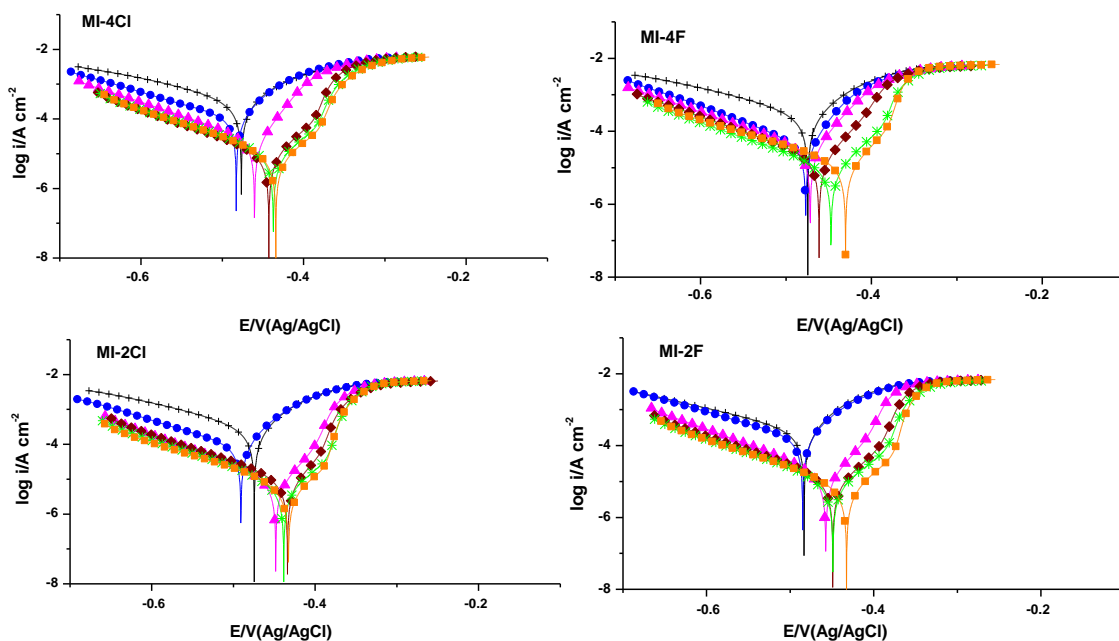 MI-4Cl
log i/A cm-2
-2
-4
-6
-8
-0.6
-0.4
-0.2
E/V(Ag/AgCl)
MI-4F
log i/A cm-2
-2
-4
-6
-8
-0.6
-0.4
-0.2
E/V(Ag/AgCl)
MI-2Cl
log i/A cm-2
-2
-4
-6
-8
-0.6
-0.4
-0.2
E/V(Ag/AgCl)
MI-2F
log i/A cm-2
-2
-4
-6
-8
-0.6
-0.4
-0.2
E/V(Ag/AgCl)